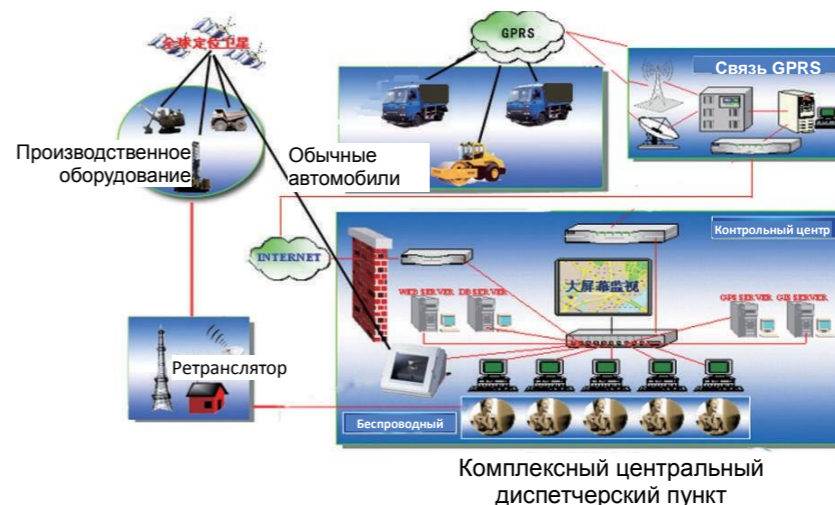 GPRS
全球定位卫星
Связь GPRS
Производственное
оборудование
Обычные
автомобили
Контрольный центр
INTERNET
WEB SERVER
DB SERVER
大屏幕监视
GPS SERVER
GIS SERVER
Ретранслятор
Беспроводный
Комплексный центральный
диспетчерский пункт